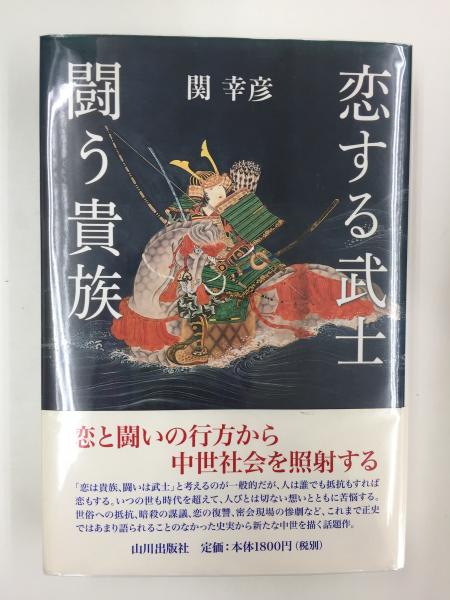 恋する武士
闘う貴族
関 幸彦
恋と闘いの行方から
中世社会を照射する
「恋は貴族、闘いは武士」と考えるのが一般的だが、人は誰でも抵抗もすれば
恋もする。いつの世も時代を超えて、人びとは切ない想いとともに苦悩する。
世俗への抵抗、暗殺の謀議、恋の復讐、密会現場の惨劇など、これまで正史
ではあまり語られることのなかった史実から新たな中世を描く話題作。
山川出版社 定価:本体1800円(税別)